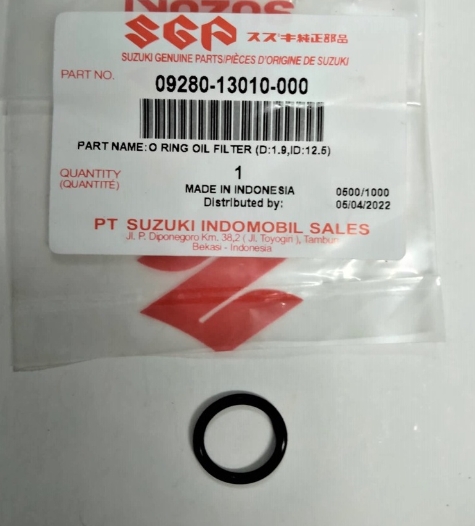 SGP スズキ純正部品
SUZUKI GENUINE PARTS/PIÈCES D'ORIGINE DE SUZUKI
PART NO. 09280-13010-000
PART NAME:O RING OIL FILTER (D:1.9,ID:12.5)
QUANTITY 1
(QUANTITÉ) MADE IN INDONESIA 0500/1000
Distributed by: 05/04/2022
PT SUZUKI INDOMOBIL SALES
Jl. P. Diponegoro Km. 38,2 ( Jl. Toyogiri ), Tambun
Bekasi - Indonesia